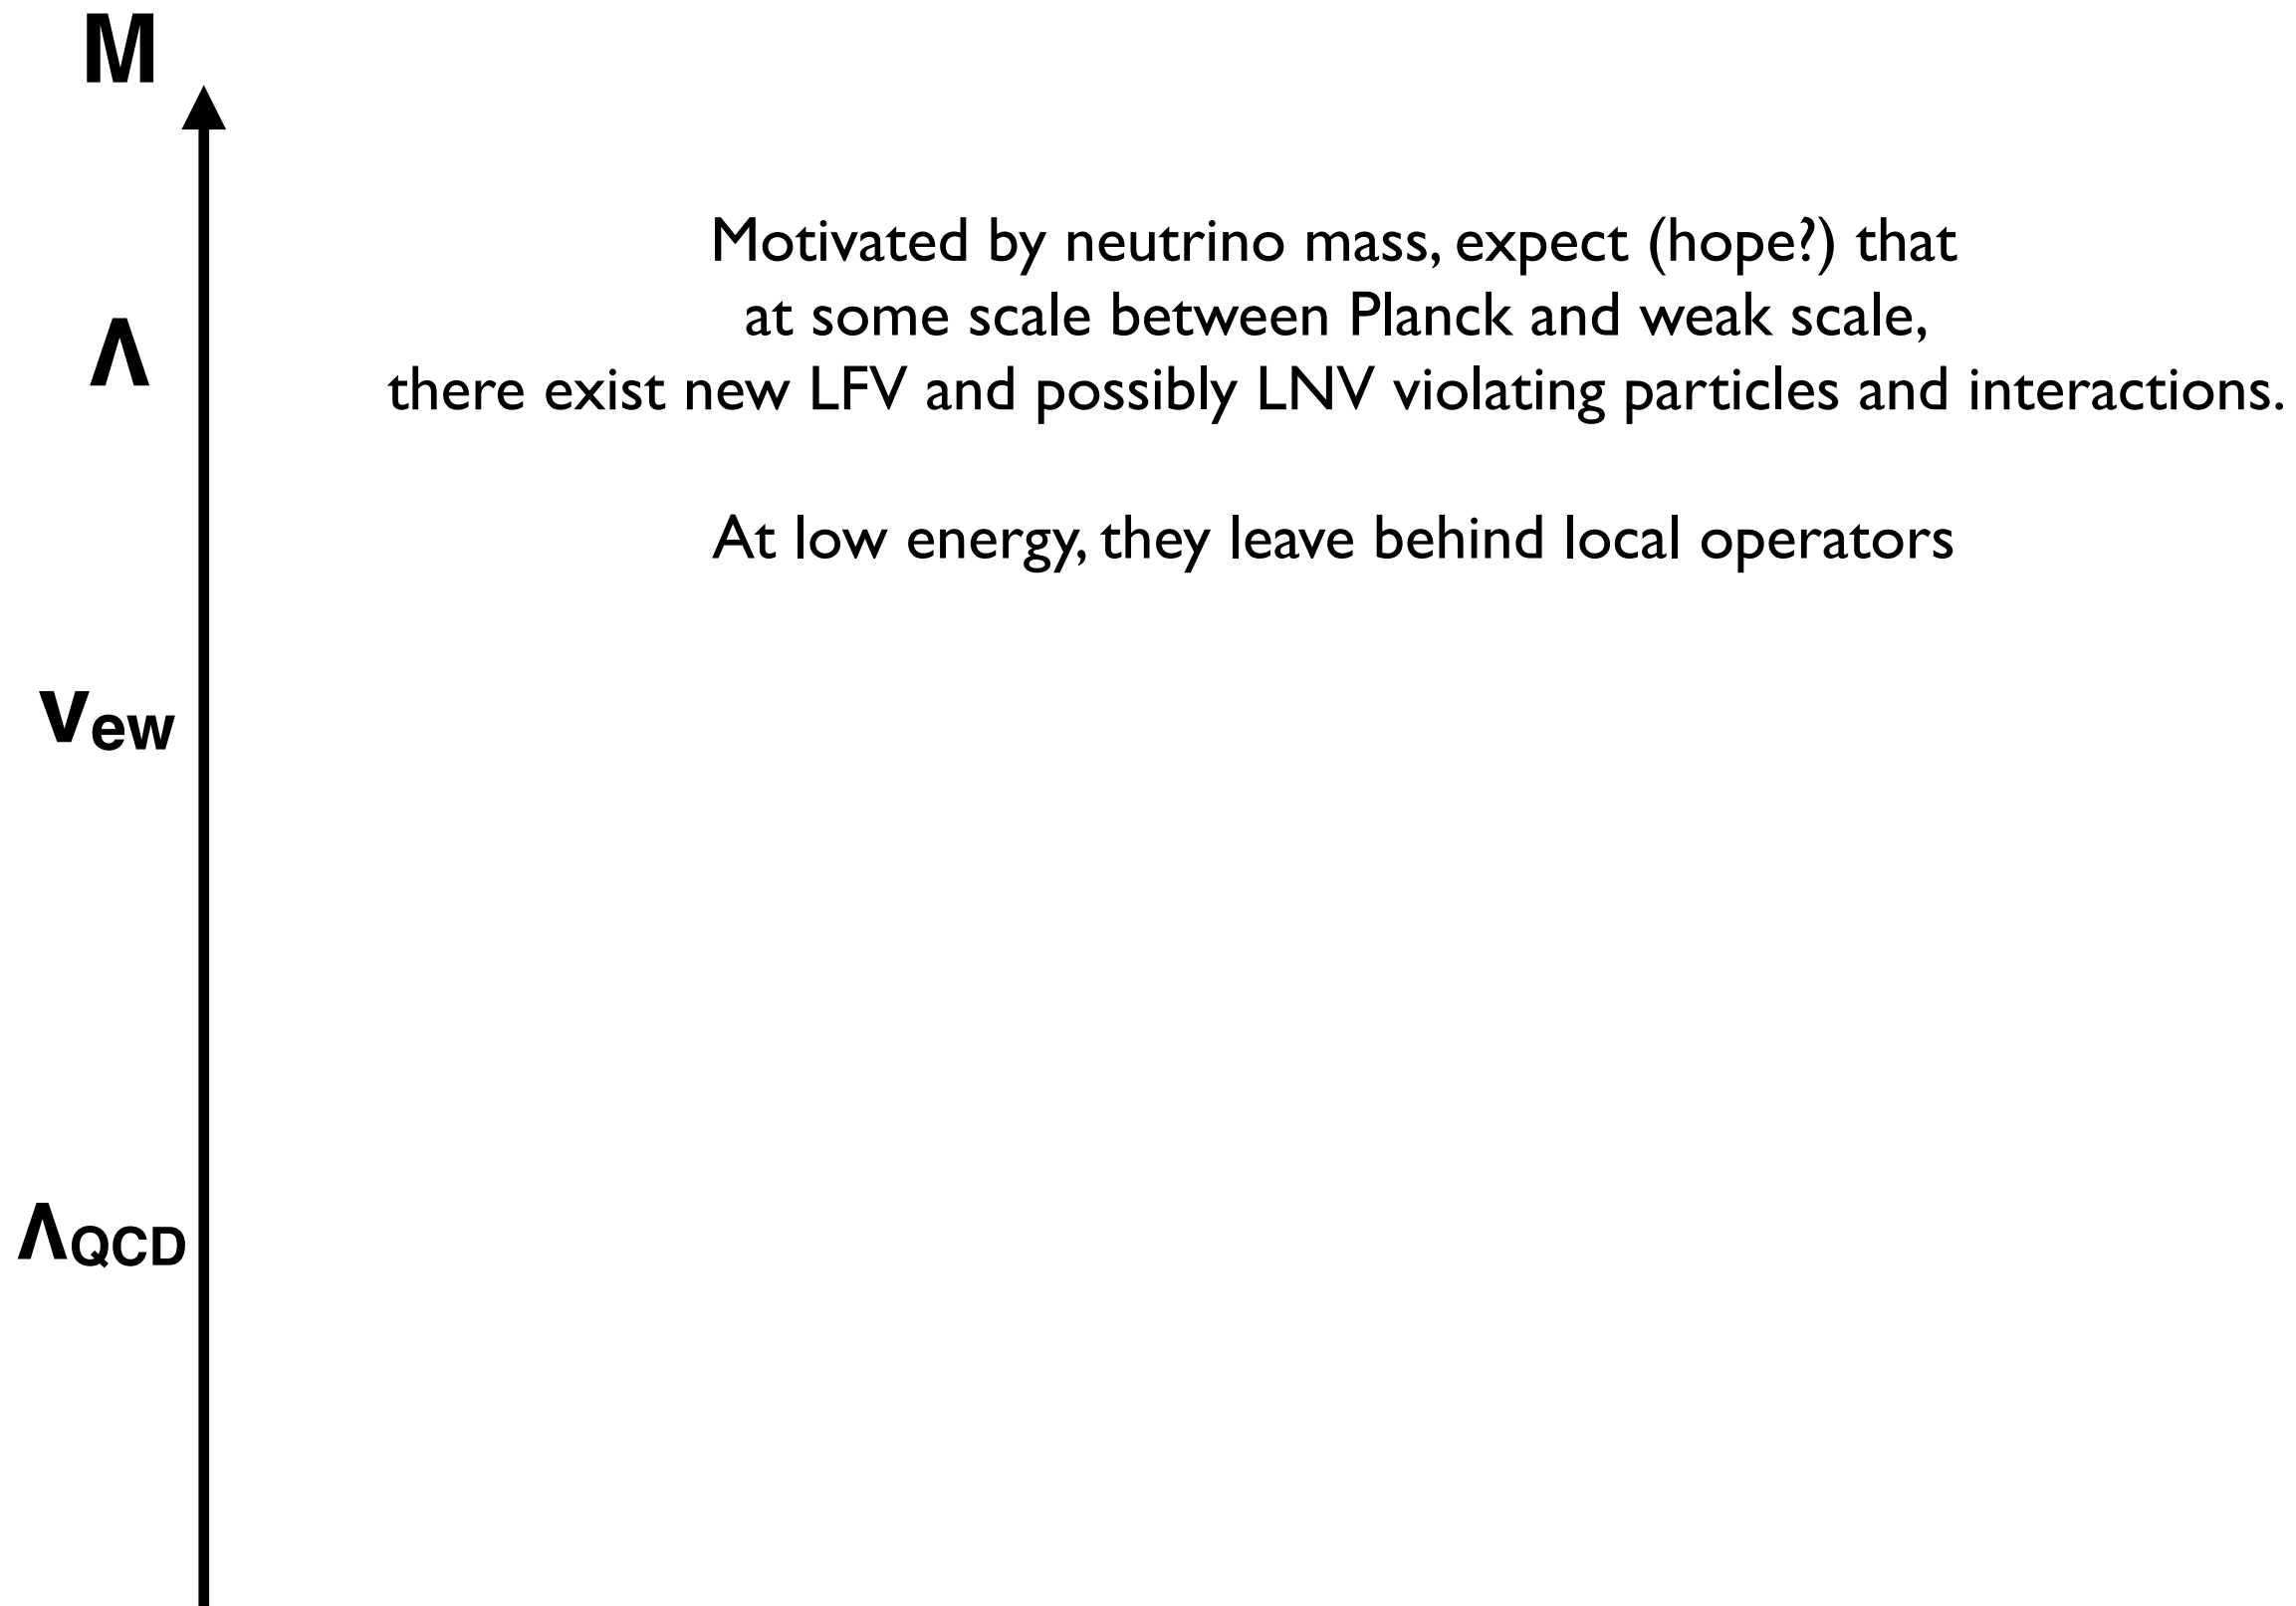 M
Motivated by neutrino mass, expect (hope?) that
at some scale between Planck and weak scale,
Λ
there exist new LFV and possibly LNV violating particles and interactions.
At low energy, they leave behind local operators
vew
ΛQCD